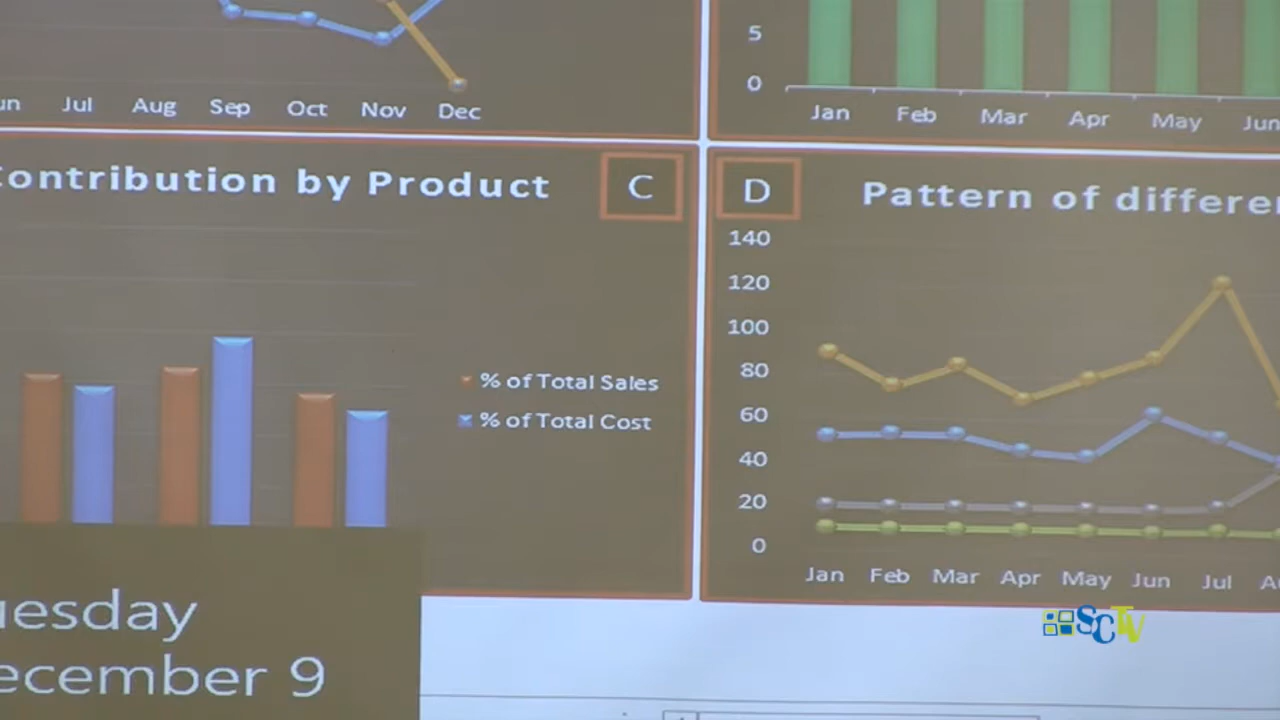 Jul Aug Sep Oct Nov Dec
5
0
Jan Feb Mar Apr May Jun
Contribution by Product
C
% of Total Sales
% of Total Cost
D
Pattern of
140
120
100
80
60
40
20
0
Jan Feb Mar Apr May Jun Jul
uesday
ecember 9
SCTV